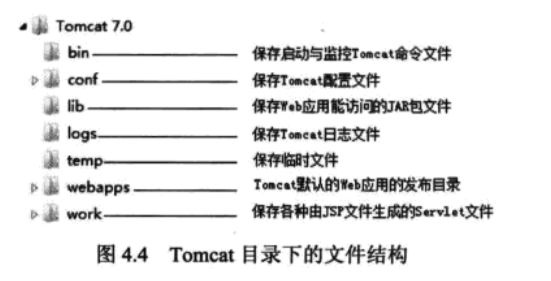 Tomcat 7.0
bin 保存启动与监控Tomcat命令文件
conf 保存Tomcat配置文件
lib 保存Web应用能访问的JAR包文件
logs 保存Tomcat日志文件
temp 保存临时文件
webapps Tomcat默认的Web应用的发布目录
work 保存各种由JSP文件生成的Servlet文件
图 4.4 Tomcat 目录下的文件结构